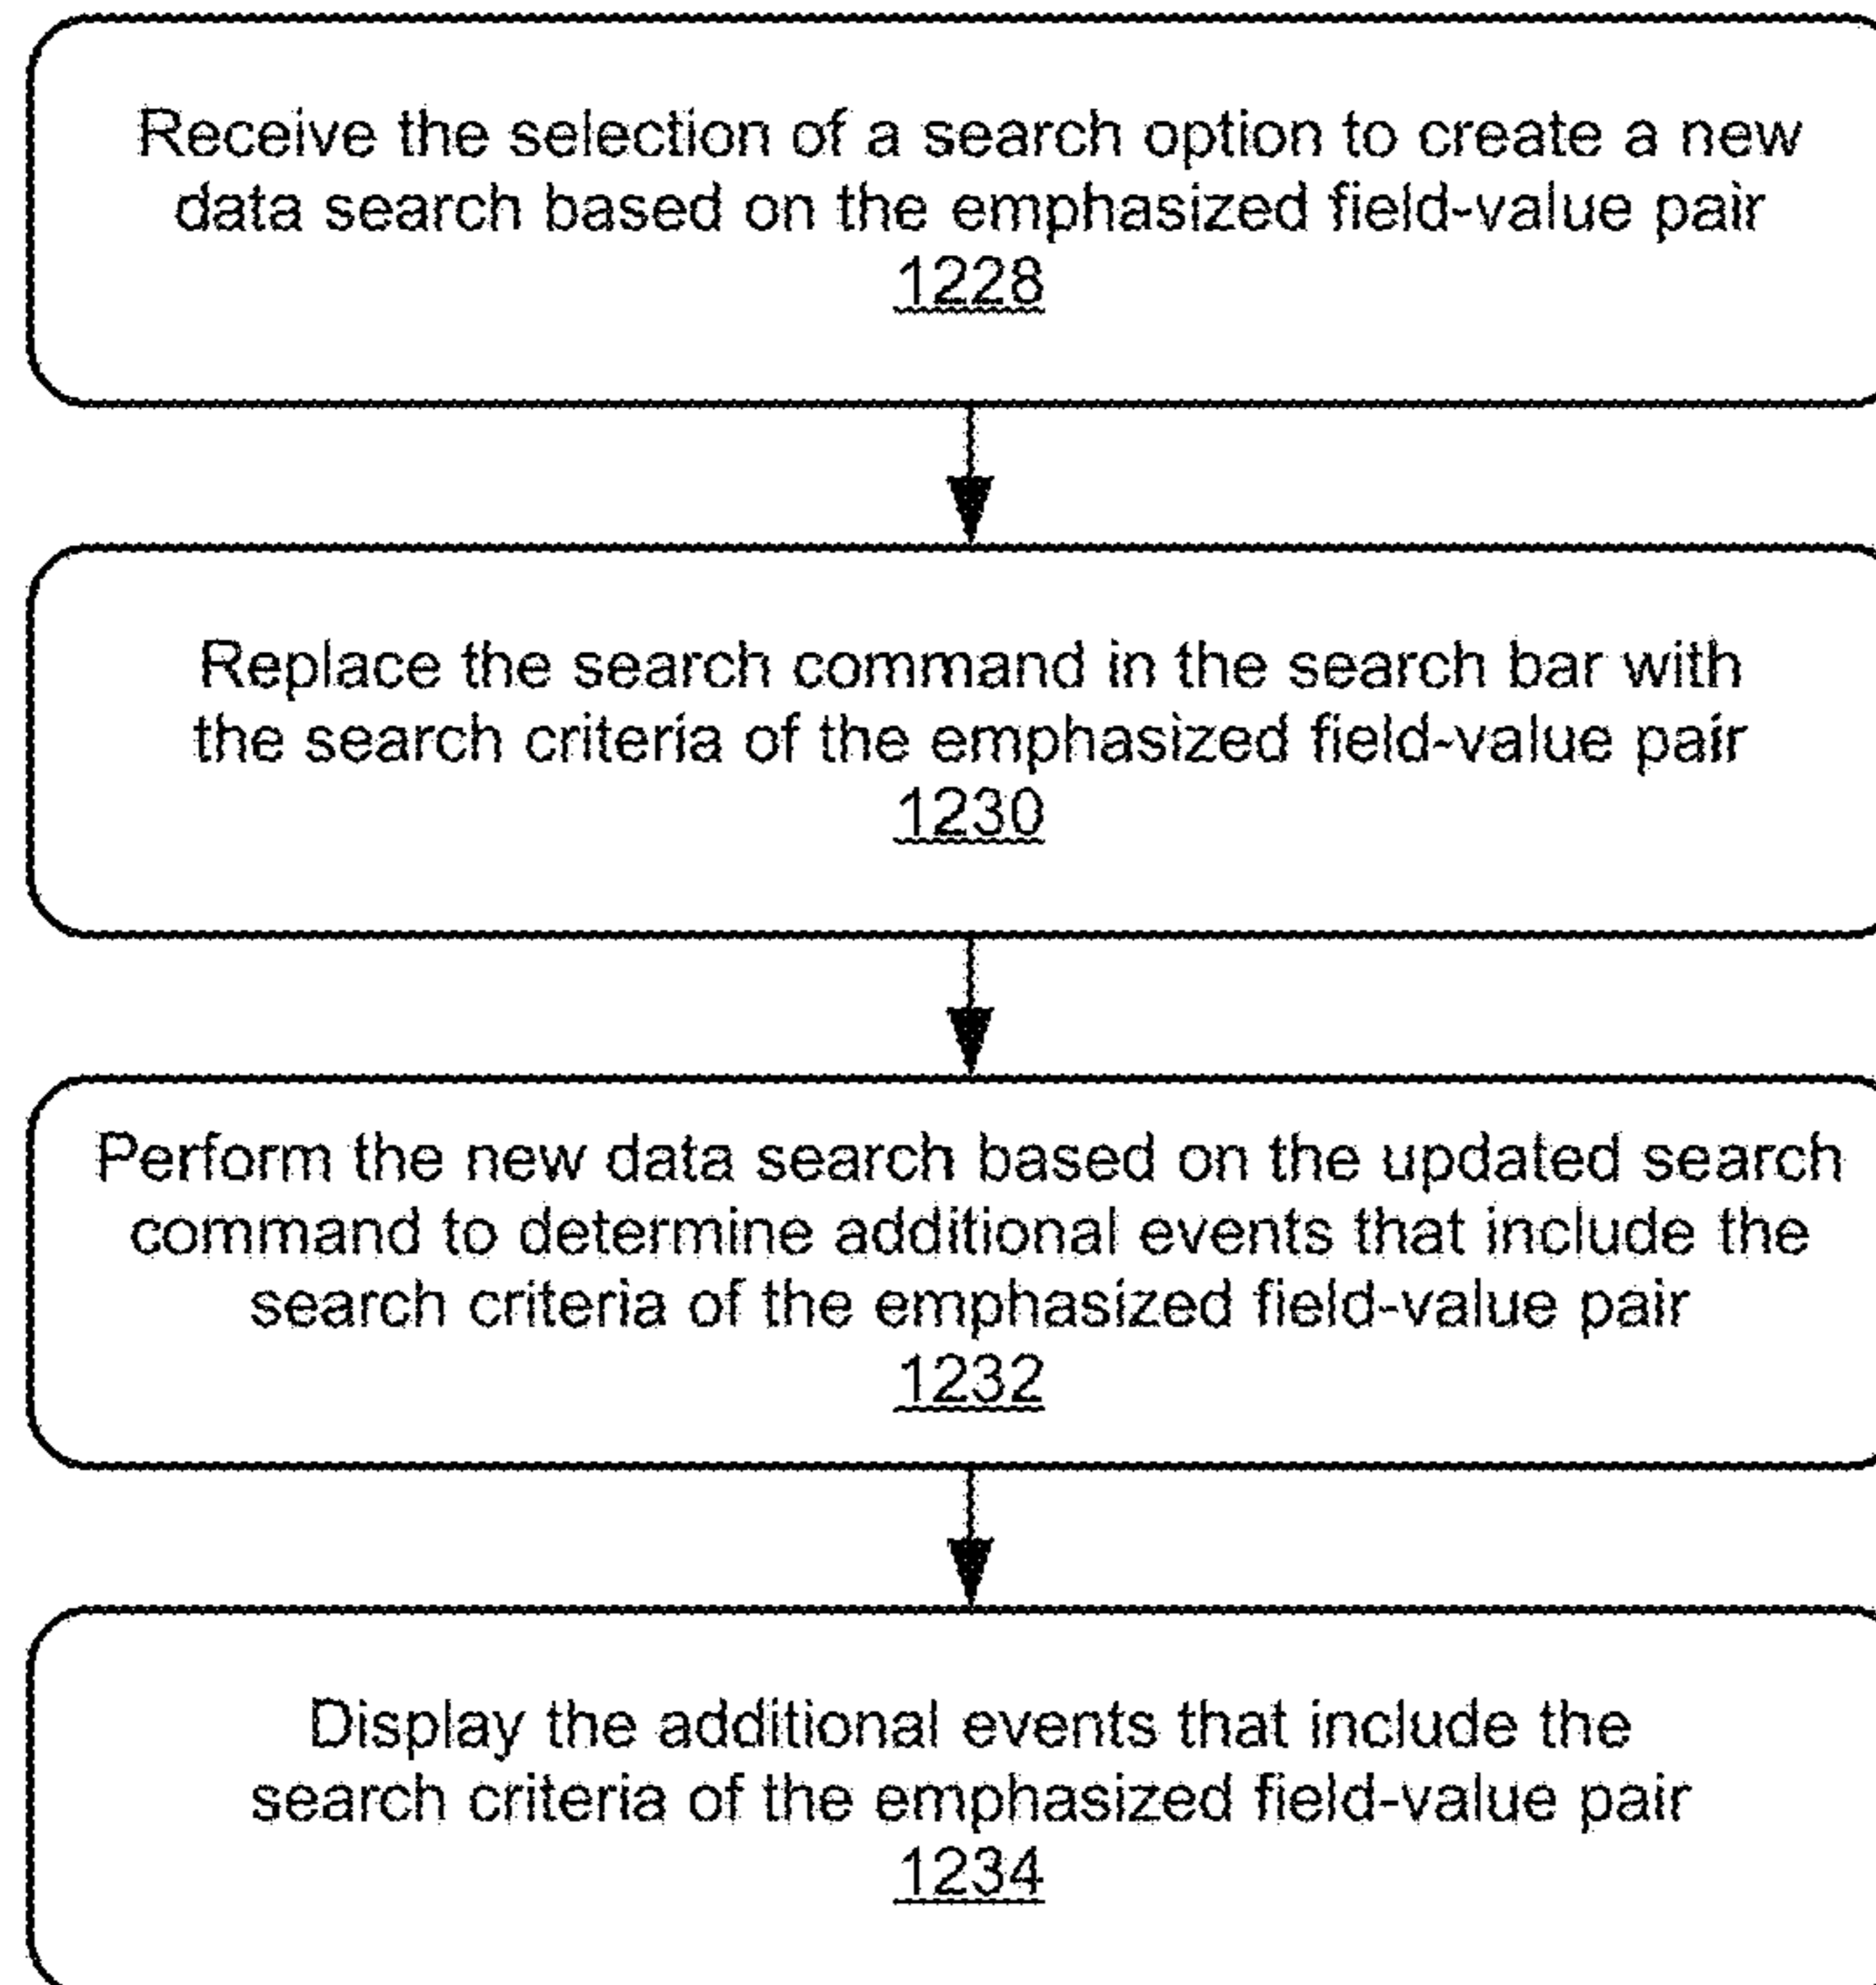 Receive the selection of a search option to create a new
data search based on the emphasized field-value pair
1228
Replace the search command in the search bar with
the search criteria of the emphasized field-value pair
1230
Perform the new data search based on the updated search
command to determine additional events that include the
search criteria of the emphasized field-value pair
1232
Display the additional events that include the
search criteria of the emphasized field-value pair
1234